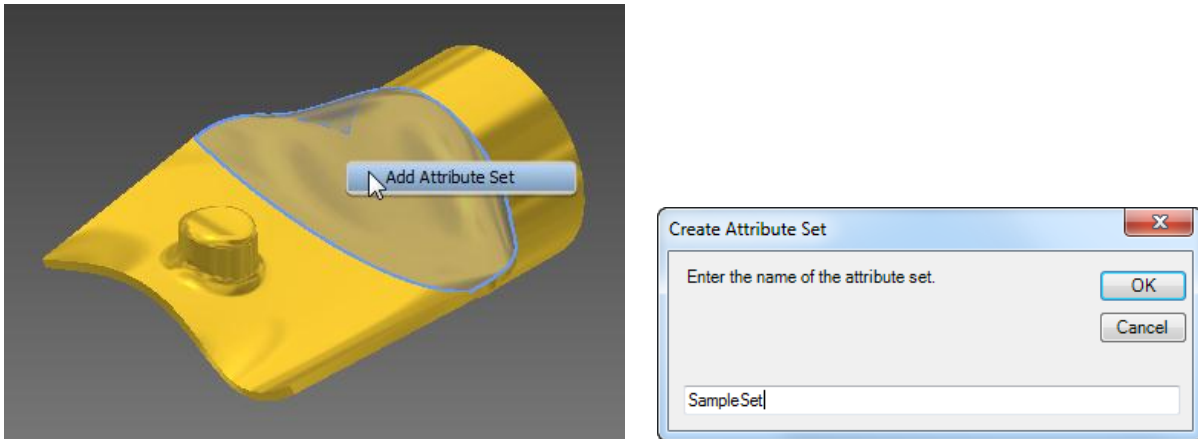 Add Attribute Set
Create Attribute Set
Enter the name of the attribute set.
OK
Cancel
SampleSet